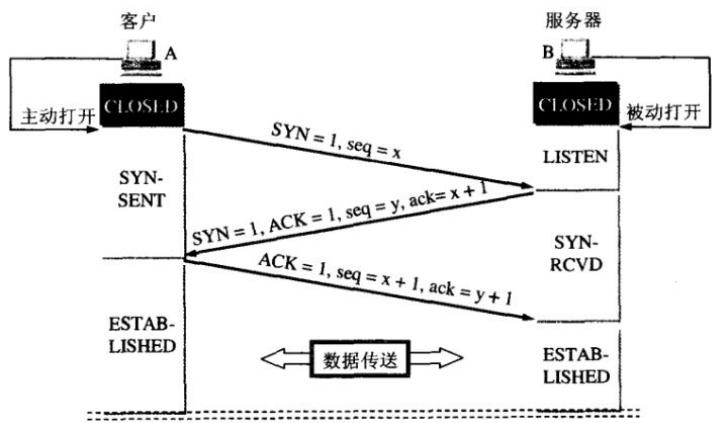 客户
服务器
A
B
主动打开
CLOSED
CLOSED
被动打开
SYN = 1, seq = x
LISTEN
SYN-
SENT
SYN = 1, ACK = 1, seq = y, ack= x + 1
SYN-
RCVD
ACK = 1, seq = x + 1, ack = y + 1
ESTAB-
LISHED
数据传送
ESTAB-
LISHED